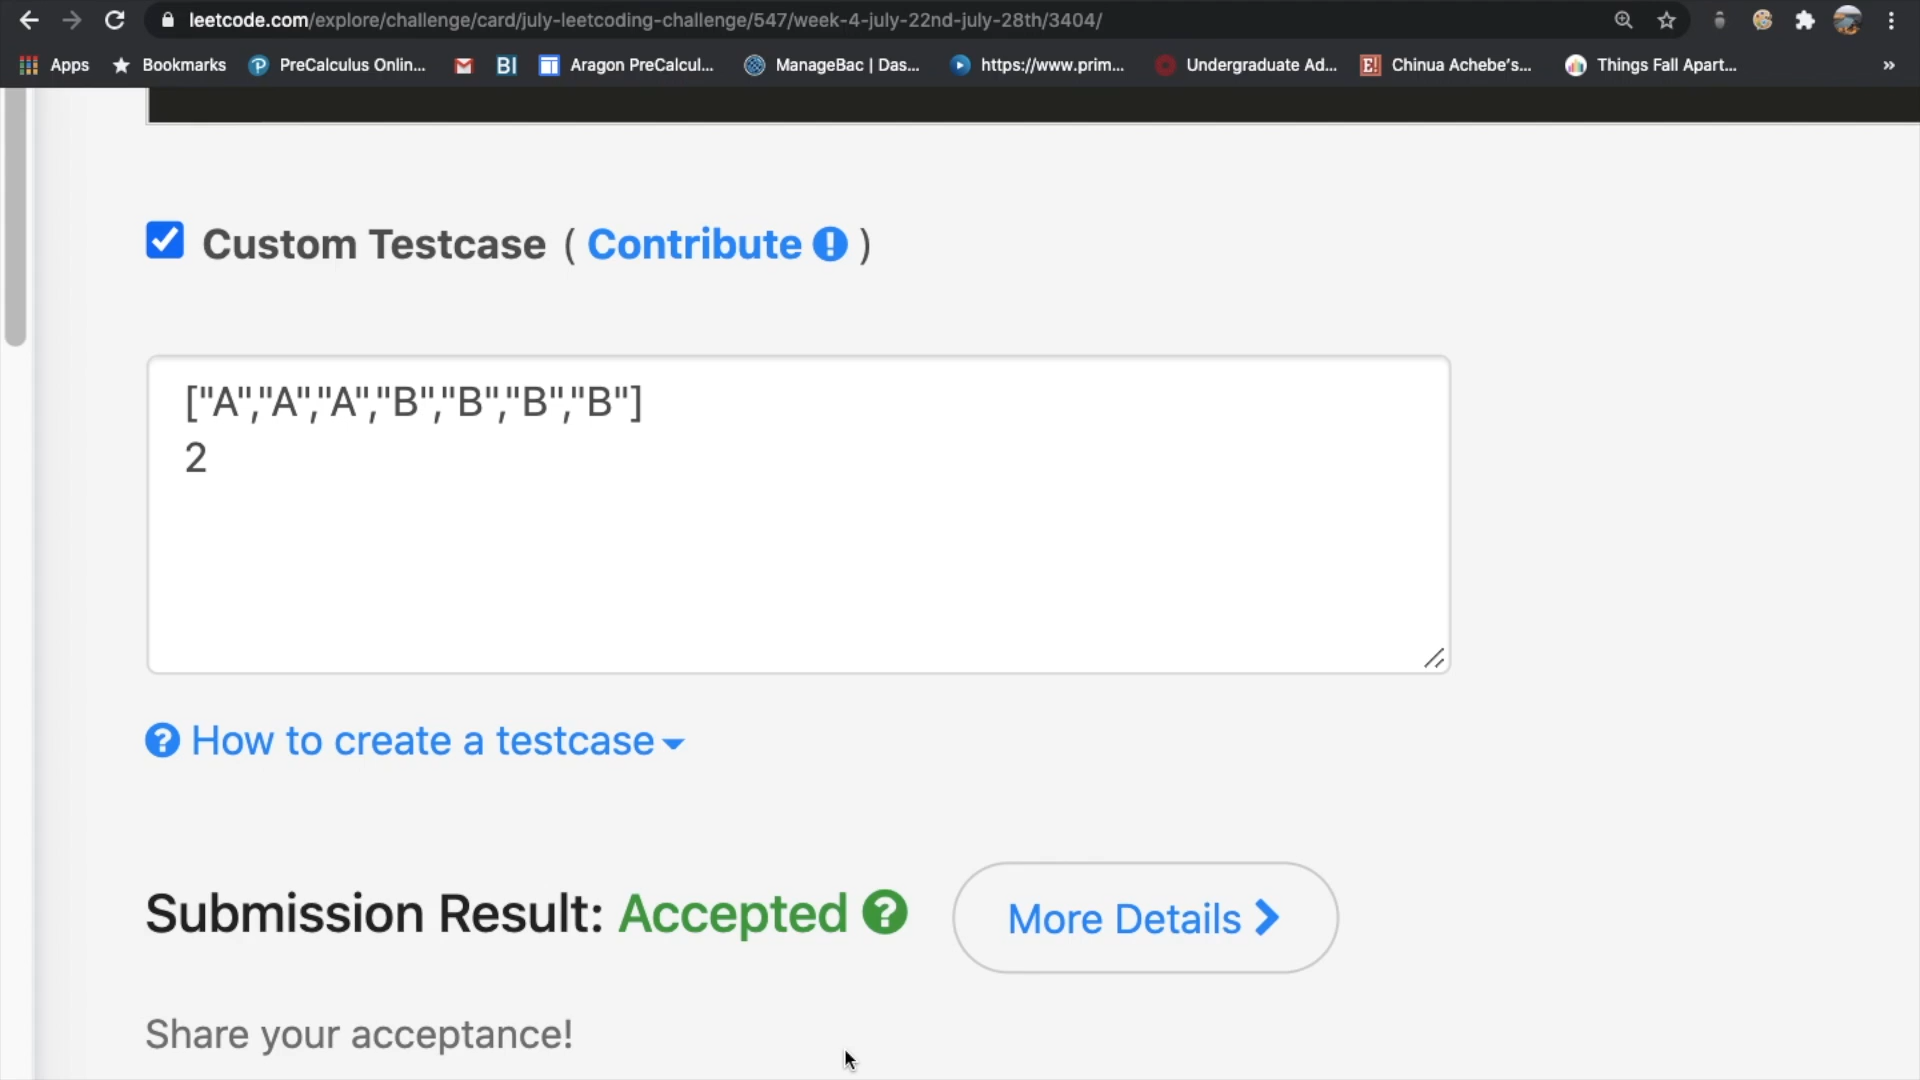 leetcode.com/explore/challenge/card/july-leetcoding-challenge/547/week-4-july-22nd-july-28th/3404/
Apps Bookmarks PreCalculus Onlin... BI Aragon PreCalcul... ManageBac | Das... https://www.prim... Undergraduate Ad... E! Chinua Achebe's... Things Fall Apart... »
Custom Testcase ( Contribute ! )
["A","A","A","B","B","B","B"]
2
? How to create a testcase
Submission Result: Accepted ? More Details
Share your acceptance!